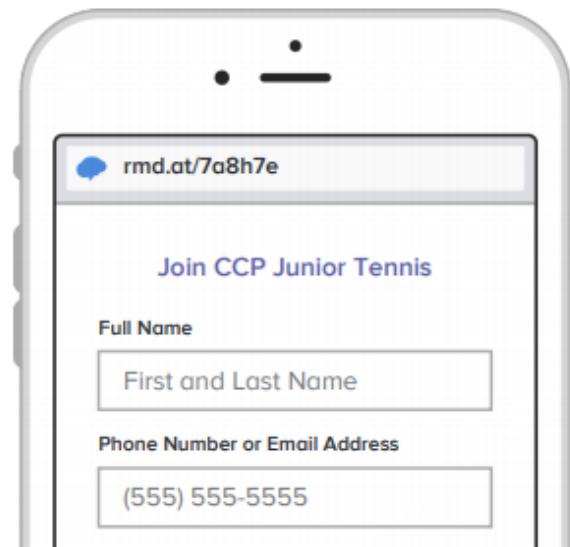 rmd.at/7a8h7e
Join CCP Junior Tennis
Full Name
First and Last Name
Phone Number or Email Address
(555) 555-5555